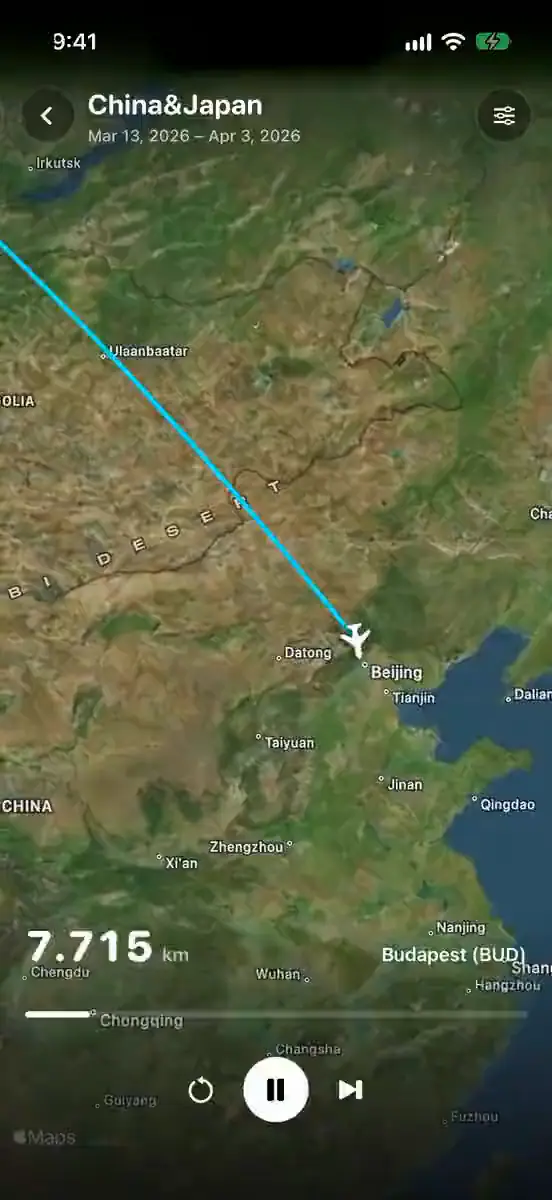 9:41
China&Japan
Mar 13, 2026 – Apr 3, 2026
Irkutsk
Ulaanbaatar
OLIA
B I D E S E R T
Cha
Datong
Beijing
Tianjin
Dalian
Taiyuan
Jinan
CHINA
Qingdao
Zhengzhou
Xi'an
Nanjing
7.715 km
Budapest (BUD)
Shan
Chengdu
Wuhan
Hangzhou
Chongqing
Changsha
Guiyang
Fuzhou
Maps